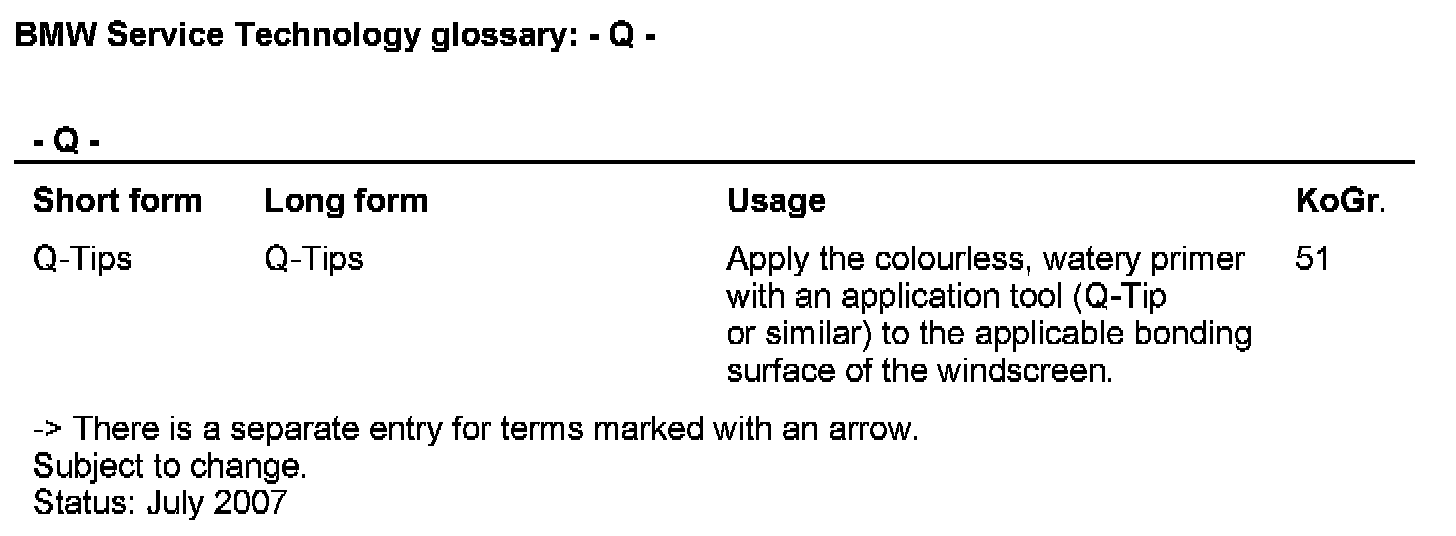 BMW Service Technology glossary: - Q -
- Q -
Short form Long form Usage KoGr.
Q-Tips Q-Tips Apply the colourless, watery primer 51
with an application tool (Q-Tip
or similar) to the applicable bonding
surface of the windscreen.
-> There is a separate entry for terms marked with an arrow.
Subject to change.
Status: July 2007